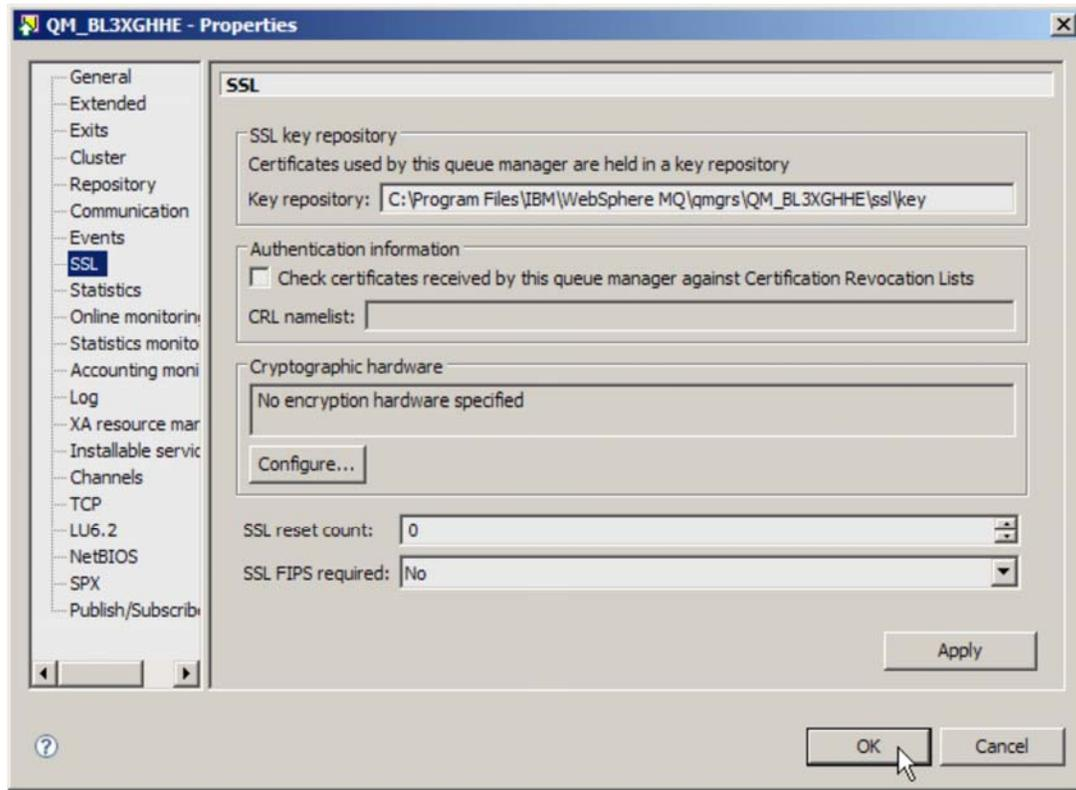 QM_BL3XGHHE - Properties
General
Extended
Exits
Cluster
Repository
Communication
Events
SSL
Statistics
Online monitorin
Statistics monito
Accounting moni
Log
XA resource mar
Installable servic
Channels
TCP
LU6.2
NetBIOS
SPX
Publish/Subscrib
SSL
SSL key repository
Certificates used by this queue manager are held in a key repository
Key repository: C:\Program Files\IBM\WebSphere MQ\qmgrs\QM_BL3XGHHE\ssl\key
Authentication information
Check certificates received by this queue manager against Certification Revocation Lists
CRL namelist:
Cryptographic hardware
No encryption hardware specified
Configure...
SSL reset count: 0
SSL FIPS required: No
Apply
?
OK
Cancel